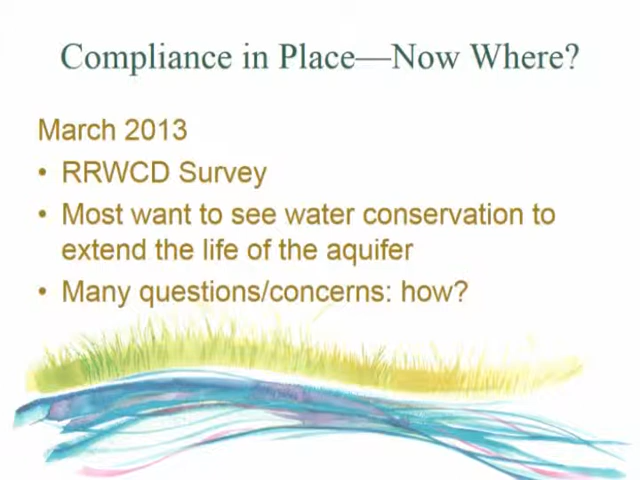 Compliance in Place—Now Where?
March 2013
• RRWCD Survey
• Most want to see water conservation to
extend the life of the aquifer
• Many questions/concerns: how?